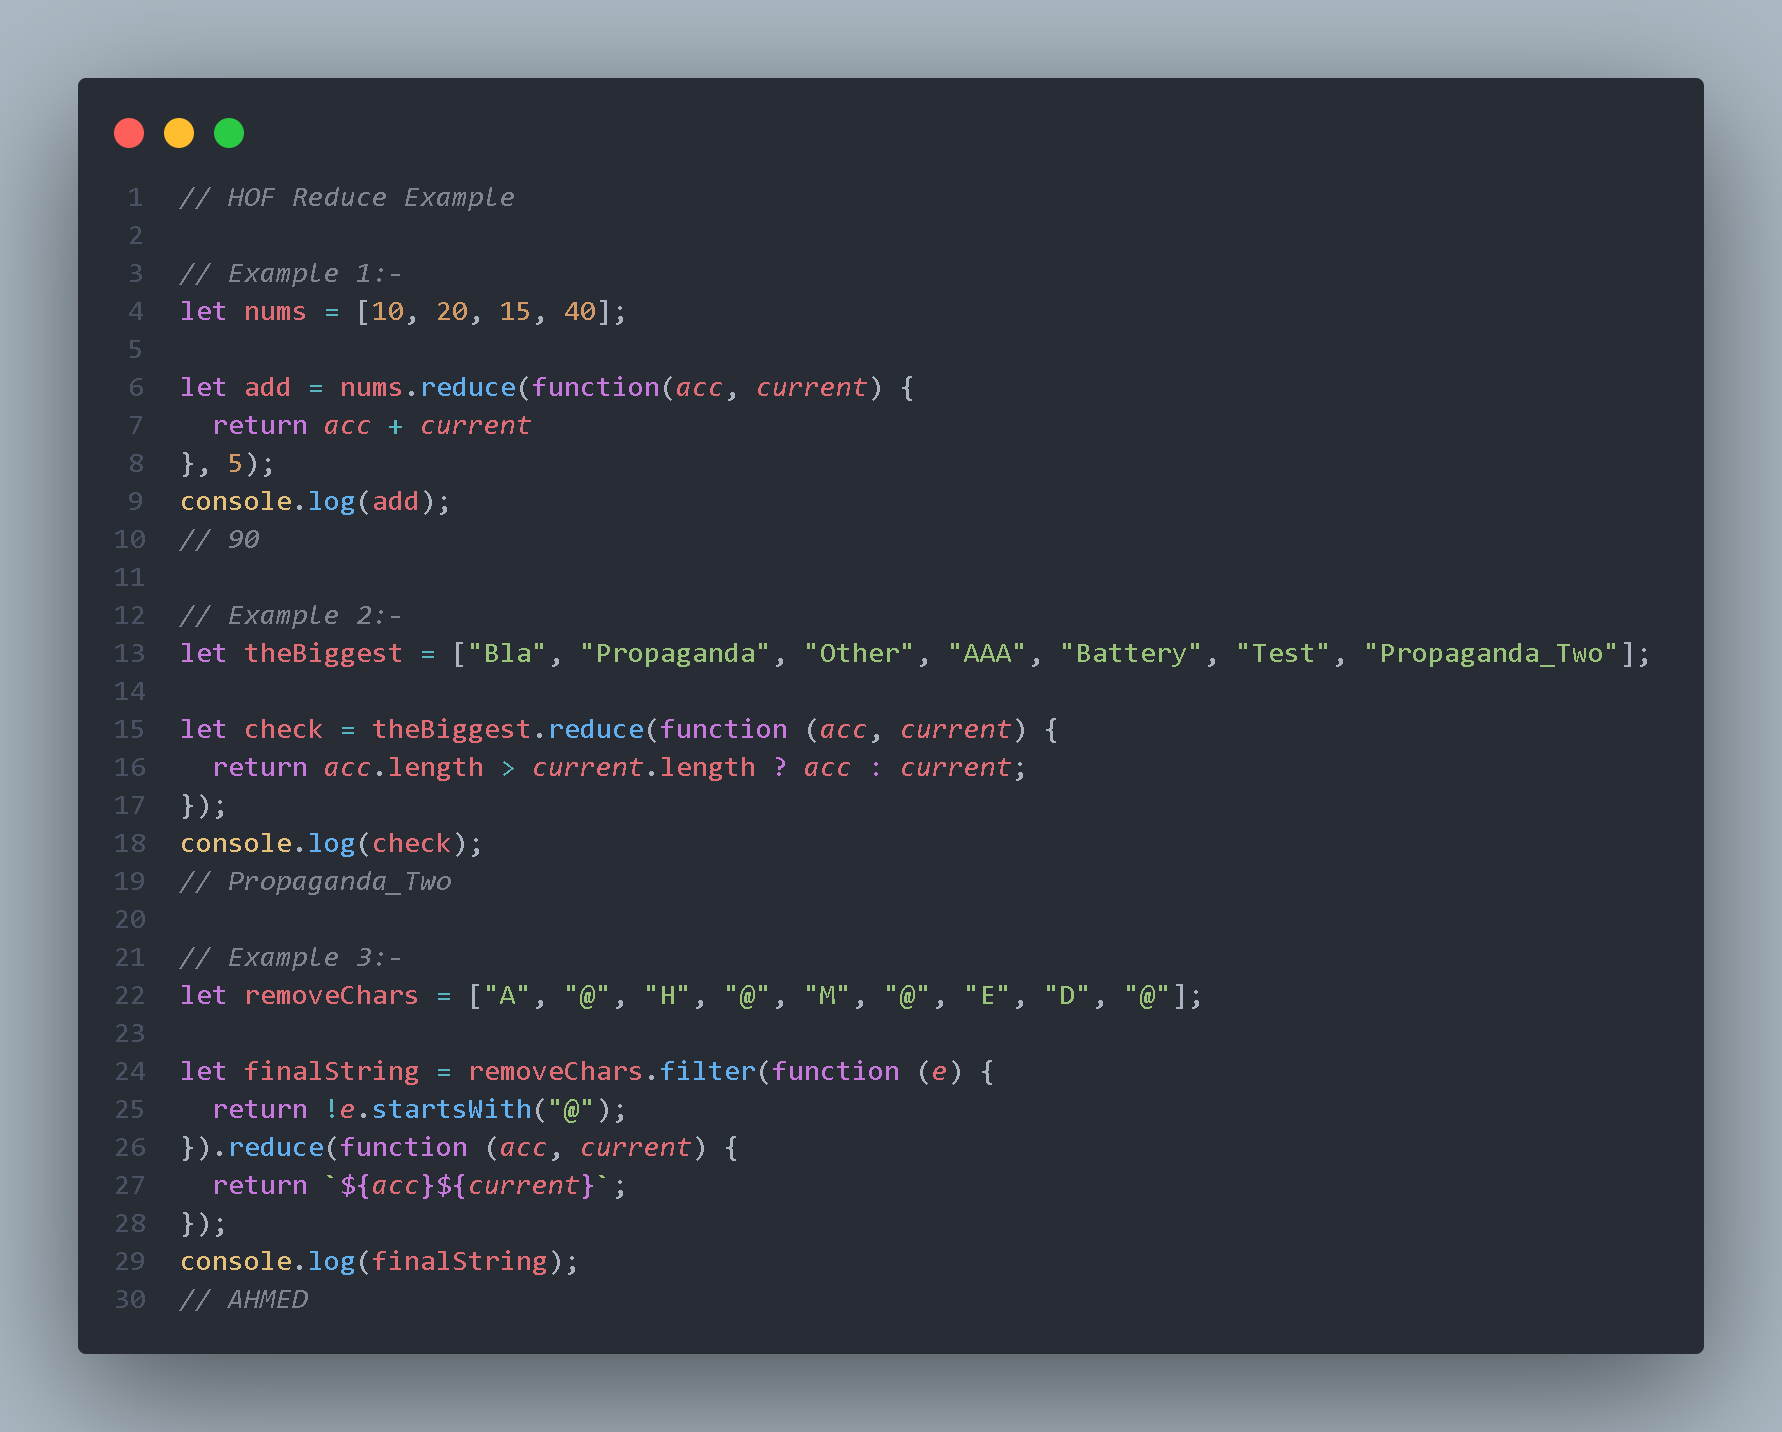 1 // HOF Reduce Example
2
3 // Example 1:-
4 let nums = [10, 20, 15, 40];
5
6 let add = nums.reduce(function(acc, current) {
7   return acc + current
8 }, 5);
9 console.log(add);
10 // 90
11
12 // Example 2:-
13 let theBiggest = ["Bla", "Propaganda", "Other", "AAA", "Battery", "Test", "Propaganda_Two"];
14
15 let check = theBiggest.reduce(function (acc, current) {
16   return acc.length > current.length ? acc : current;
17 });
18 console.log(check);
19 // Propaganda_Two
20
21 // Example 3:-
22 let removeChars = ["A", "@", "H", "@", "M", "@", "E", "D", "@"];
23
24 let finalString = removeChars.filter(function (e) {
25   return !e.startsWith("@");
26 }).reduce(function (acc, current) {
27   return `${acc}${current}`;
28 });
29 console.log(finalString);
30 // AHMED